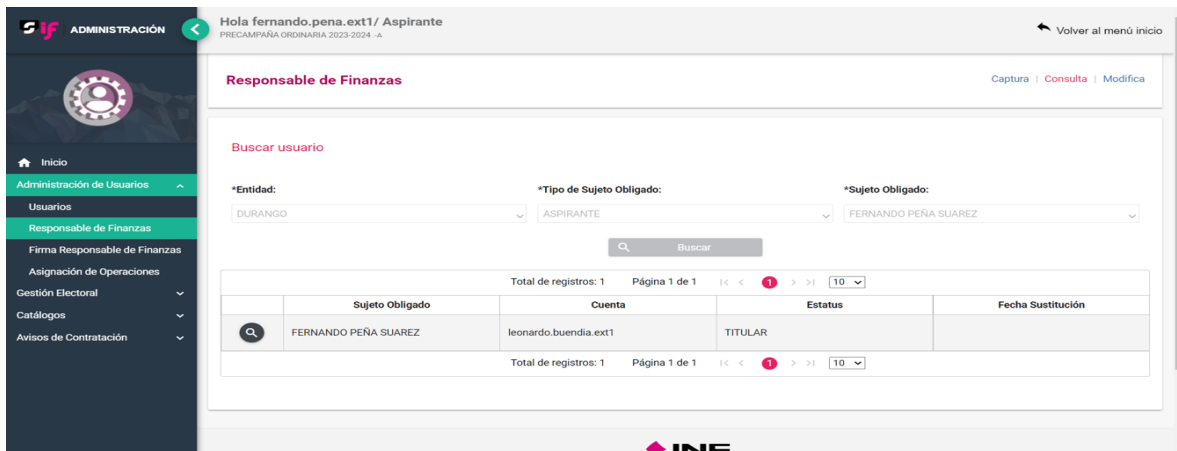 Sif ADMINISTRACIÓN
Hola fernando.pena.ext1/ Aspirante
PRECAMPAÑA ORDINARIA 2023-2024 .-A
Volver al menú inicio
Inicio
Administración de Usuarios
Usuarios
Responsable de Finanzas
Firma Responsable de Finanzas
Asignación de Operaciones
Gestión Electoral
Catálogos
Avisos de Contratación
Responsable de Finanzas
Captura | Consulta | Modifica
Buscar usuario
*Entidad: *Tipo de Sujeto Obligado: *Sujeto Obligado:
DURANGO ASPIRANTE FERNANDO PEÑA SUAREZ
Buscar
Total de registros: 1 Página 1 de 1 |< < 1 > >| 10
Sujeto Obligado Cuenta Estatus Fecha Sustitución
FERNANDO PEÑA SUAREZ leonardo.buendia.ext1 TITULAR
Total de registros: 1 Página 1 de 1 |< < 1 > >| 10
INE